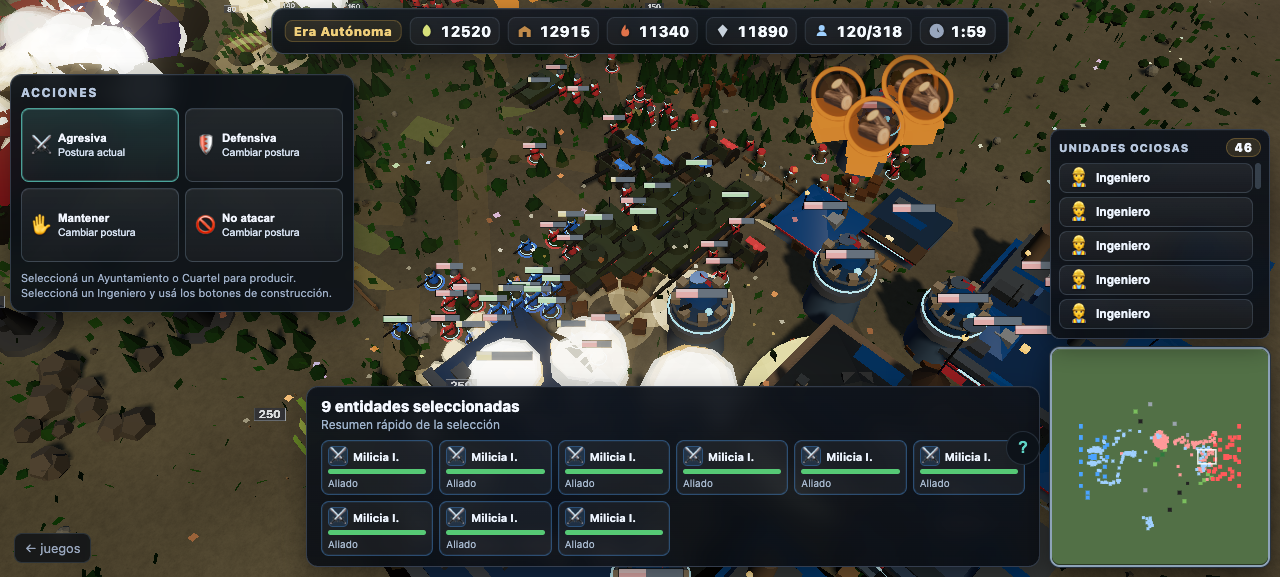 150
Era Autónoma
12520
12915
11340
11890
120/318
1:59
ACCIONES
Agresiva
Postura actual
Defensiva
Cambiar postura
Mantener
Cambiar postura
No atacar
Cambiar postura
Seleccioná un Ayuntamiento o Cuartel para producir.
Seleccioná un Ingeniero y usá los botones de construcción.
UNIDADES OCIOSAS
46
Ingeniero
Ingeniero
Ingeniero
Ingeniero
Ingeniero
250
9 entidades seleccionadas
Resumen rápido de la selección
?
Milicia I.
Aliado
Milicia I.
Aliado
Milicia I.
Aliado
Milicia I.
Aliado
Milicia I.
Aliado
Milicia I.
Aliado
Milicia I.
Aliado
Milicia I.
Aliado
Milicia I.
Aliado
← juegos